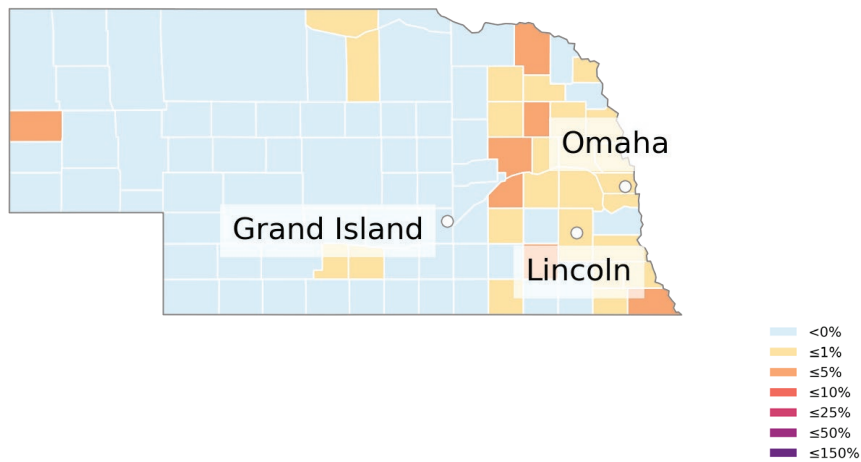 Omaha
Grand Island
Lincoln
<0%
≤1%
≤5%
≤10%
≤25%
≤50%
≤150%